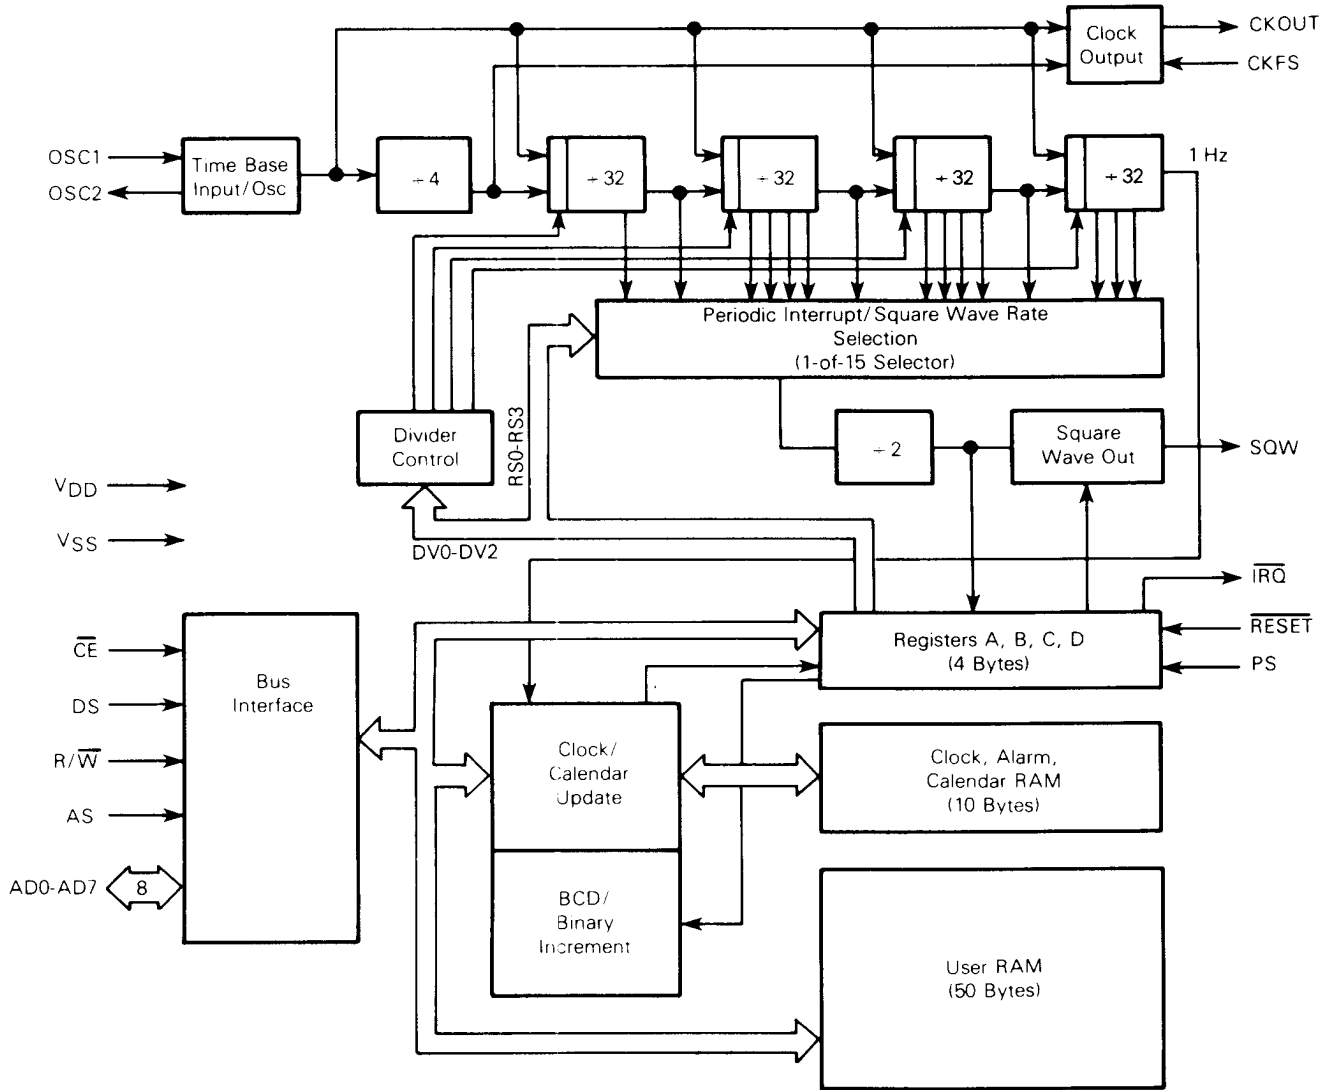 Clock
Output
CKOUT
CKFS
OSC1
OSC2
Time Base
Input/Osc
÷4
÷32
÷32
÷32
÷32
1 Hz
Periodic Interrupt/Square Wave Rate
Selection
(1-of-15 Selector)
Divider
Control
RS0-RS3
÷2
Square
Wave Out
SQW
VDD
VSS
DV0-DV2
IRQ
RESET
PS
Registers A, B, C, D
(4 Bytes)
CE
DS
R/W
AS
AD0-AD7
8
Bus
Interface
Clock/
Calendar
Update
Clock, Alarm,
Calendar RAM
(10 Bytes)
BCD/
Binary
Increment
User RAM
(50 Bytes)